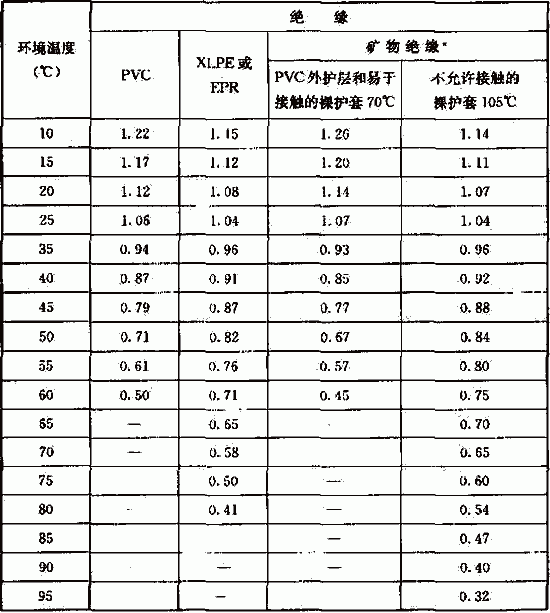 绝 缘
环境温度
(℃)
PVC
XLPE或
EPR
矿物绝缘*
PVC外护层和易于
接触的裸护套70℃
不允许接触的
裸护套105℃
10 1.22 1.15 1.26 1.14
15 1.17 1.12 1.20 1.11
20 1.12 1.08 1.14 1.07
25 1.06 1.04 1.07 1.04
35 0.94 0.96 0.93 0.96
40 0.87 0.91 0.85 0.92
45 0.79 0.87 0.77 0.88
50 0.71 0.82 0.67 0.84
55 0.61 0.76 0.57 0.80
60 0.50 0.71 0.45 0.75
65 — 0.65 - 0.70
70 — 0.58 0.65
75 0.50 — 0.60
80 - 0.41 — 0.54
85 — 0.47
90 — — 0.40
95 — 0.32